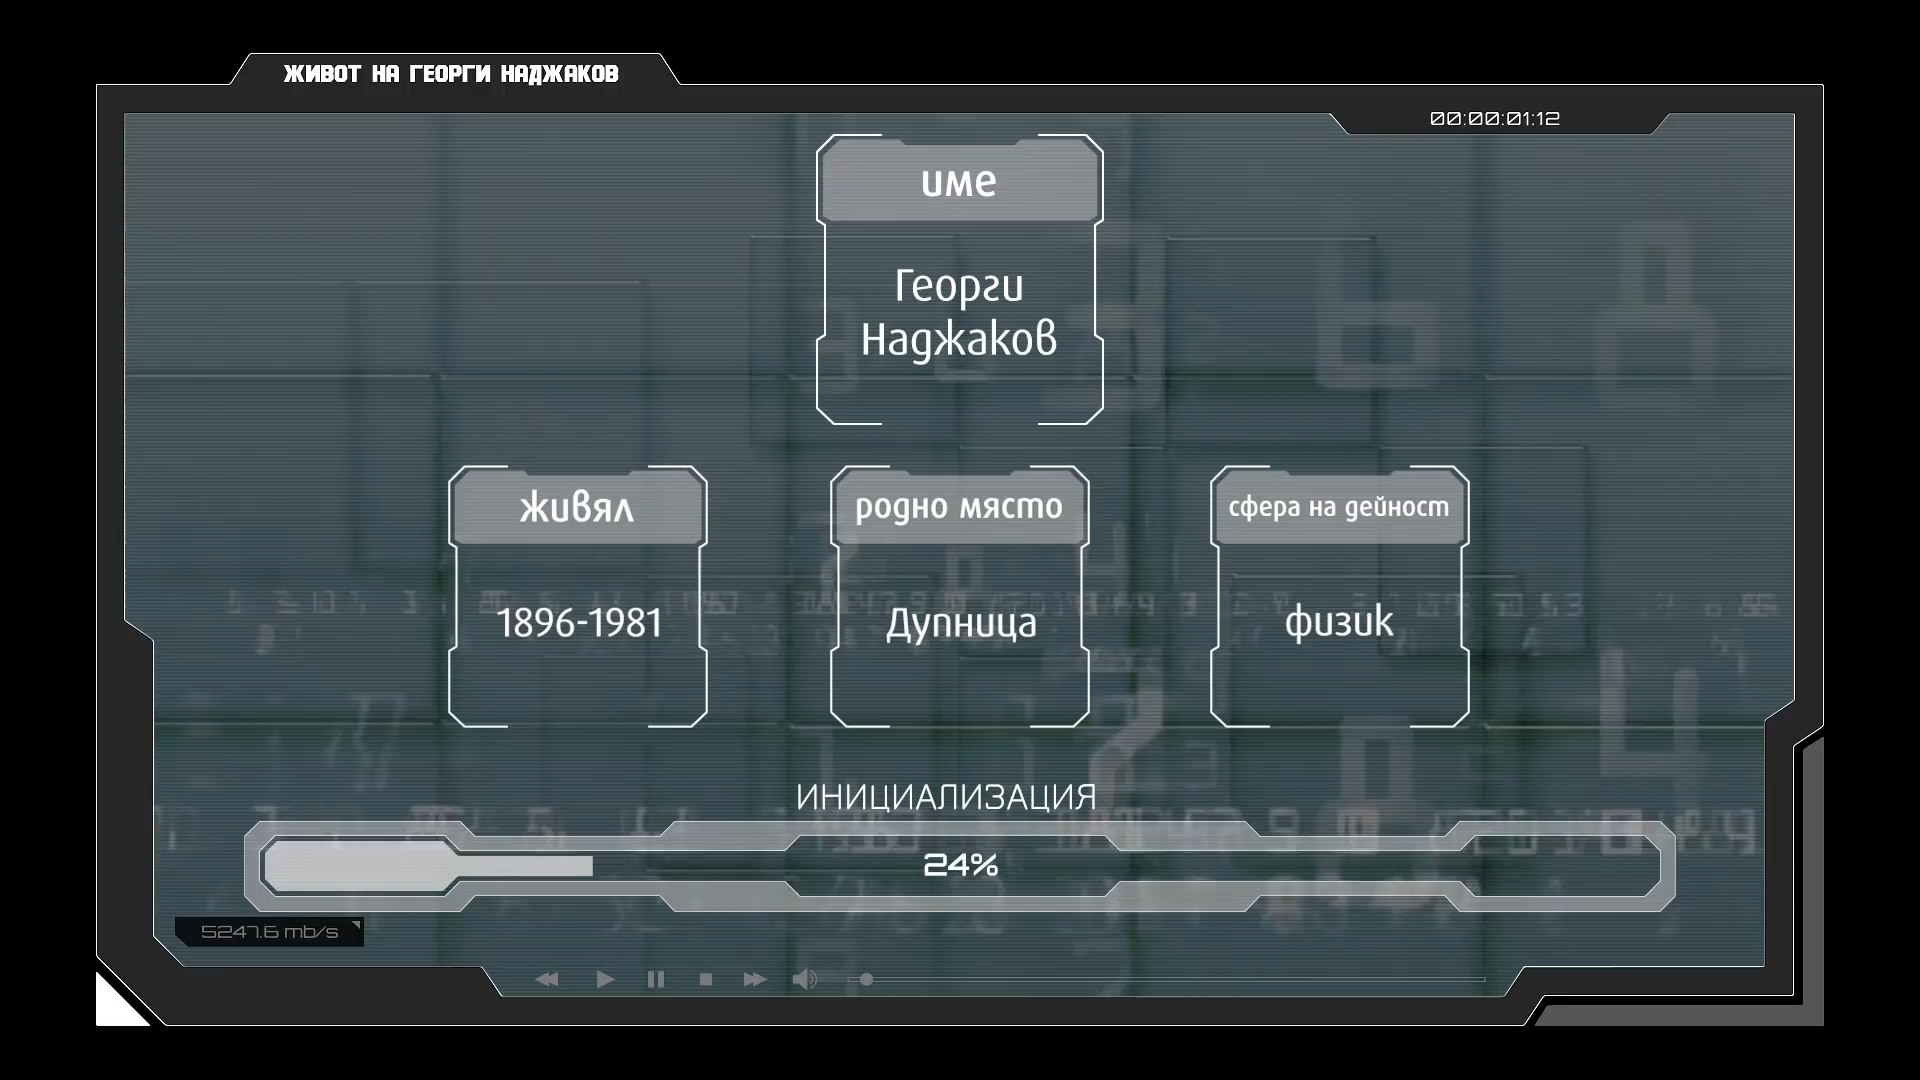 ЖИВОТ НА ГЕОРГИ НАДЖАКОВ
00:00:01:12
име
Георги
Наджаков
живял
1896-1981
родно място
Дупница
сфера на дейност
физик
ИНИЦИАЛИЗАЦИЯ
24%
5247.6 mb/s